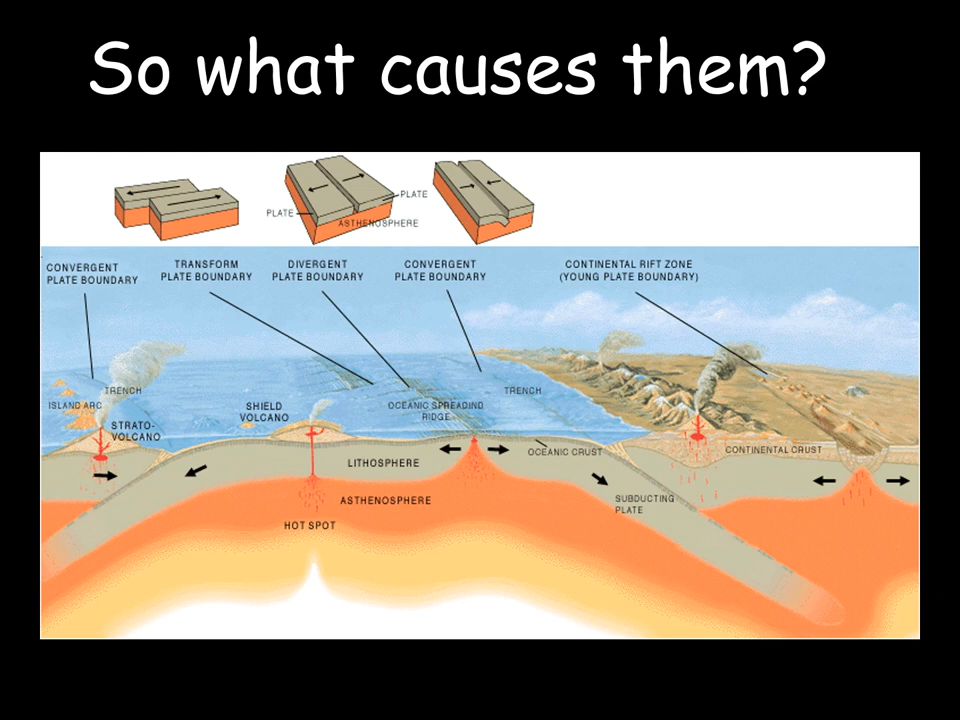 So what causes them?
PLATE
PLATE
ASTHENOSPHERE
CONVERGENT
PLATE BOUNDARY
TRANSFORM
PLATE BOUNDARY
DIVERGENT
PLATE BOUNDARY
CONVERGENT
PLATE BOUNDARY
CONTINENTAL RIFT ZONE
(YOUNG PLATE BOUNDARY)
TRENCH
ISLAND ARC
STRATO-
VOLCANO
SHIELD
VOLCANO
OCEANIC SPREADING
RIDGE
TRENCH
LITHOSPHERE
OCEANIC CRUST
CONTINENTAL CRUST
ASTHENOSPHERE
SUBDUCTING
PLATE
HOT SPOT